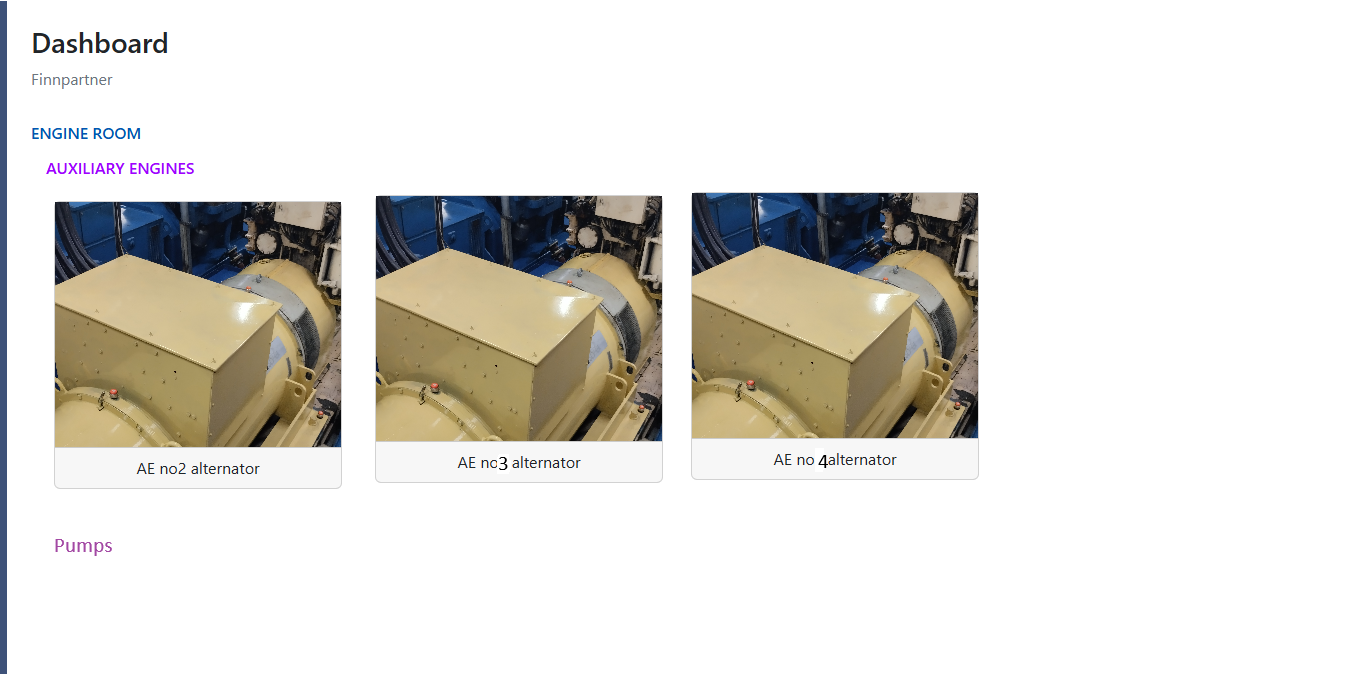 Dashboard
Finnpartner
ENGINE ROOM
AUXILIARY ENGINES
AE no2 alternator
AE no3 alternator
AE no 4alternator
Pumps